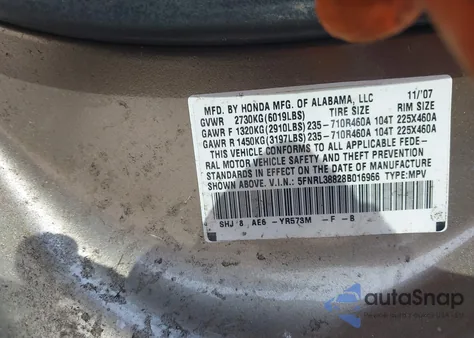 MFD. BY HONDA MFG. OF ALABAMA, LLC 11/'07
GVWR 2730KG(6019LBS) TIRE SIZE RIM SIZE
GAWR F 1320KG(2910LBS)235-710R460A 104T 225X460A
GAWR R 1450KG(3197LBS)235-710R460A 104T 225X460A
THIS VEHICLE CONFORMS TO ALL APPLICABLE FEDE-
RAL MOTOR VEHICLE SAFETY AND THEFT PREVENTION
STANDARDS IN EFFECT ON THE DATE OF MANUFACTURE
SHOWN ABOVE. V.I.N.: 5FNRL38828B016966 TYPE:MPV
SHJ 8 AE6 -YR573M -F -B
autoSnap